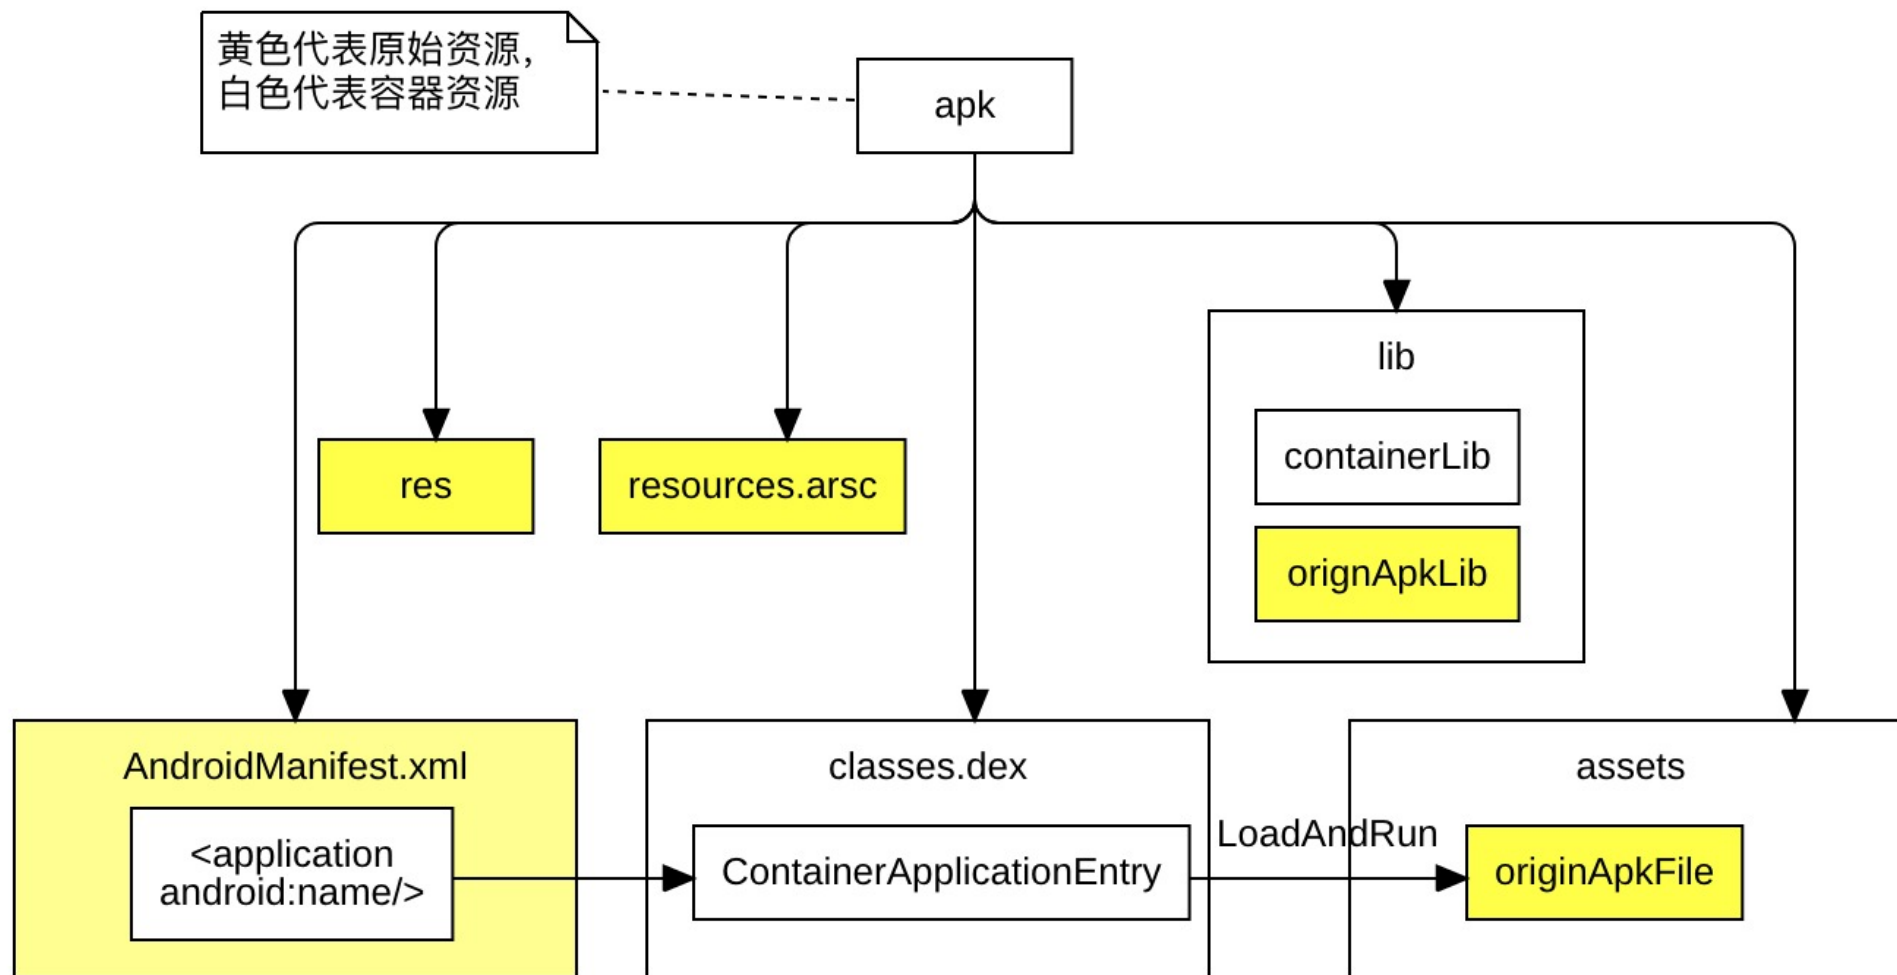 黄色代表原始资源，
白色代表容器资源
apk
lib
containerLib
res
resources.arsc
orignApkLib
AndroidManifest.xml
classes.dex
assets
<application
android:name/>
ContainerApplicationEntry
LoadAndRun
originApkFile